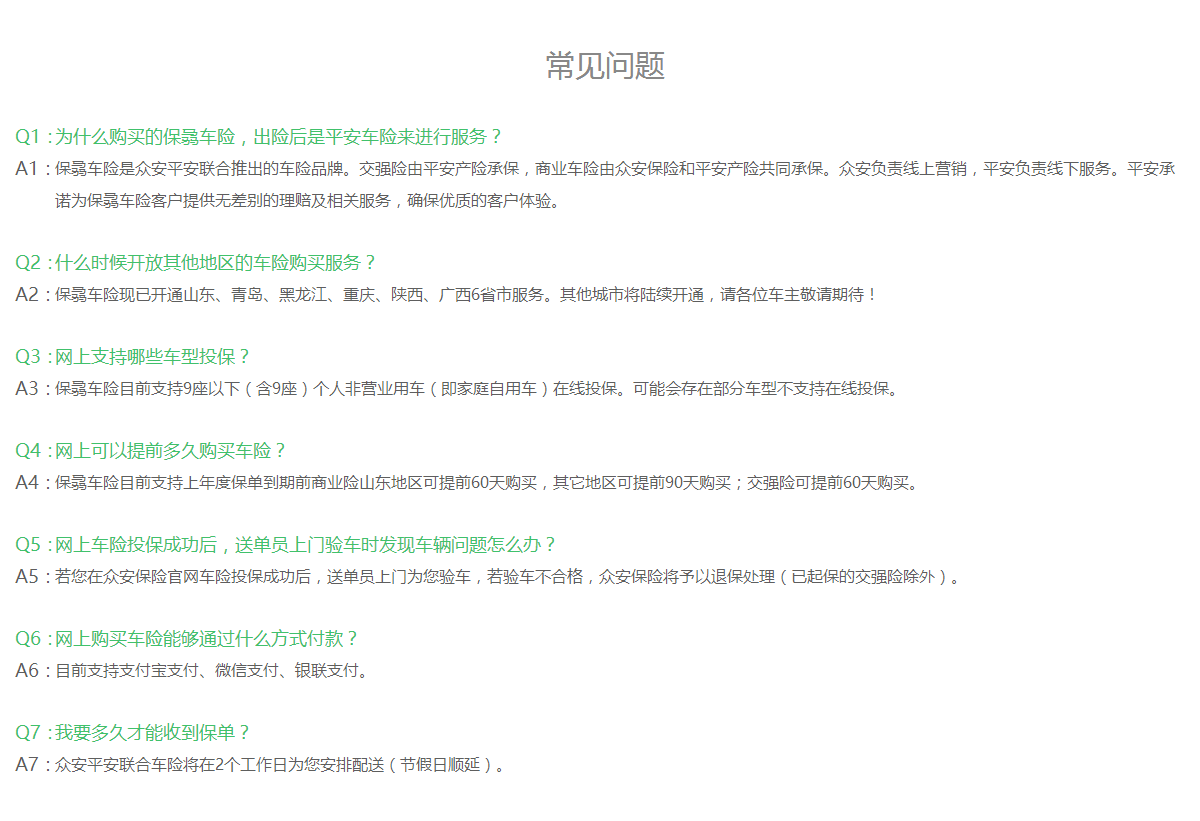 常见问题
Q1：为什么购买的保骉车险，出险后是平安车险来进行服务？
A1：保骉车险是众安平安联合推出的车险品牌。交强险由平安产险承保，商业车险由众安保险和平安产险共同承保。众安负责线上营销，平安负责线下服务。平安承
诺为保骉车险客户提供无差别的理赔及相关服务，确保优质的客户体验。
Q2：什么时候开放其他地区的车险购买服务？
A2：保骉车险现已开通山东、青岛、黑龙江、重庆、陕西、广西6省市服务。其他城市将陆续开通，请各位车主敬请期待！
Q3：网上支持哪些车型投保？
A3：保骉车险目前支持9座以下（含9座）个人非营业用车（即家庭自用车）在线投保。可能会存在部分车型不支持在线投保。
Q4：网上可以提前多久购买车险？
A4：保骉车险目前支持上年度保单到期前商业险山东地区可提前60天购买，其它地区可提前90天购买；交强险可提前60天购买。
Q5：网上车险投保成功后，送单员上门验车时发现车辆问题怎么办？
A5：若您在众安保险官网车险投保成功后，送单员上门为您验车，若验车不合格，众安保险将予以退保处理（已起保的交强险除外）。
Q6：网上购买车险能够通过什么方式付款？
A6：目前支持支付宝支付、微信支付、银联支付。
Q7：我要多久才能收到保单？
A7：众安平安联合车险将在2个工作日为您安排配送（节假日顺延）。